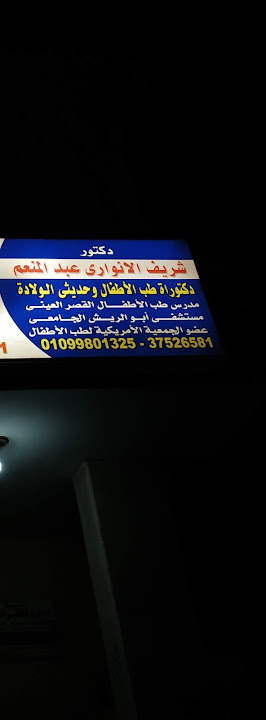 دكتور
شريف الانوارى عبد المنعم
دكتوراة طب الأطفال وحديثى الولادة
مدرس طب الأطفال القصر العينى
مستشفى أبو الريش الجامعى
عضو الجمعية الأمريكية لطب الأطفال
01099801325 - 37526581